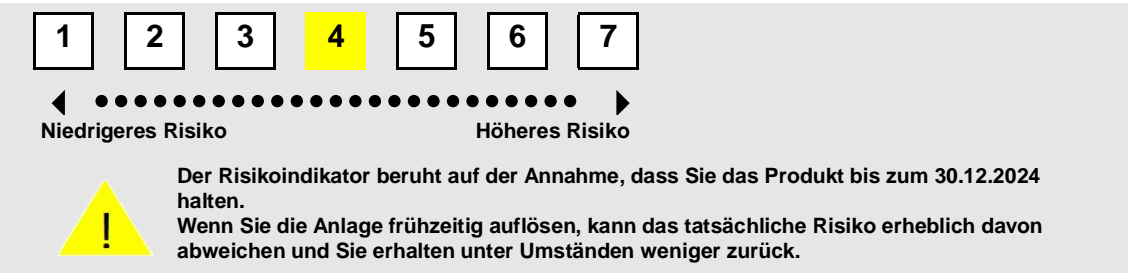 1 2 3 4 5 6 7
Niedrigeres Risiko Höheres Risiko
Der Risikoindikator beruht auf der Annahme, dass Sie das Produkt bis zum 30.12.2024
halten.
Wenn Sie die Anlage frühzeitig auflösen, kann das tatsächliche Risiko erheblich davon
! abweichen und Sie erhalten unter Umständen weniger zurück.